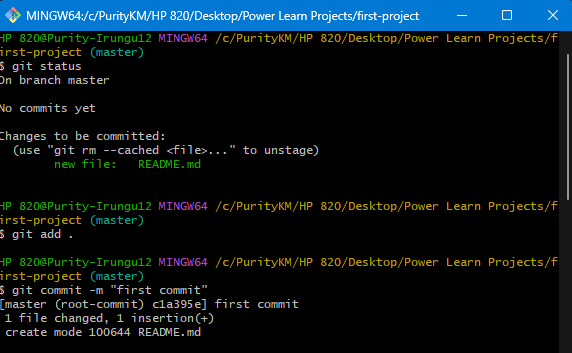 MINGW64:/c/PurityKM/HP 820/Desktop/Power Learn Projects/first-project
HP 820@Purity-Irungu12 MINGW64 /c/PurityKM/HP 820/Desktop/Power Learn Projects/f
irst-project (master)
$ git status
On branch master

No commits yet

Changes to be committed:
  (use "git rm --cached <file>..." to unstage)
        new file:   README.md


HP 820@Purity-Irungu12 MINGW64 /c/PurityKM/HP 820/Desktop/Power Learn Projects/f
irst-project (master)
$ git add .

HP 820@Purity-Irungu12 MINGW64 /c/PurityKM/HP 820/Desktop/Power Learn Projects/f
irst-project (master)
$ git commit -m "first commit"
[master (root-commit) c1a395e] first commit
 1 file changed, 1 insertion(+)
 create mode 100644 README.md